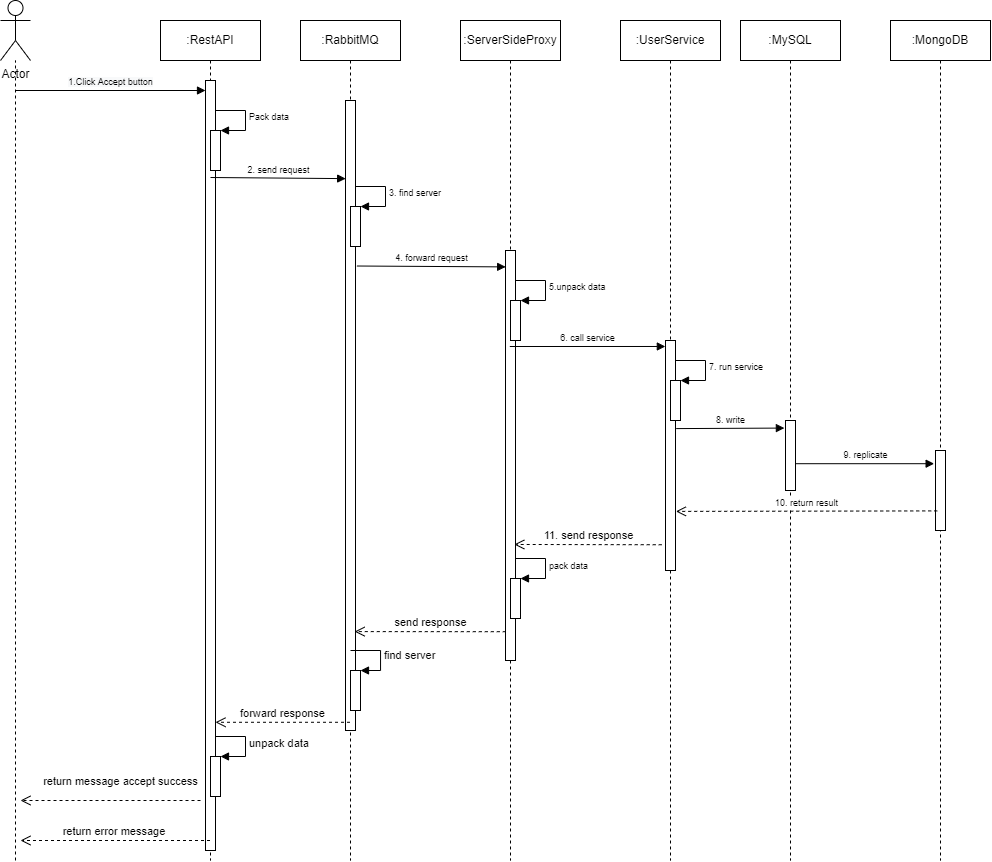 :RestAPI
:RabbitMQ
:ServerSideProxy
:UserService
:MySQL
:MongoDB
Actor
1.Click Accept button
Pack data
2. send request
3. find server
4. forward request
5.unpack data
6. call service
7. run service
8. write
9. replicate
10. return result
11. send response
pack data
send response
find server
forward response
unpack data
return message accept success
return error message